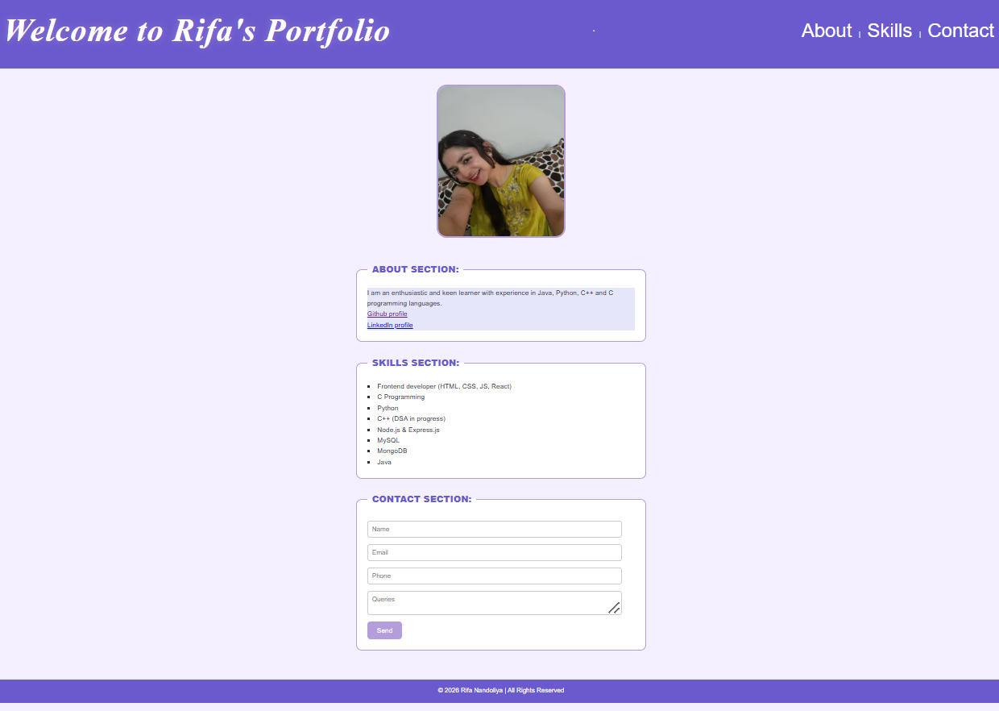 Welcome to Rifa's Portfolio
About | Skills | Contact
ABOUT SECTION:
I am an enthusiastic and keen learner with experience in Java, Python, C++ and C
programming languages.
Github profile
LinkedIn profile
SKILLS SECTION:
Frontend developer (HTML, CSS, JS, React)
C Programming
Python
C++ (DSA in progress)
Node.js & Express.js
MySQL
MongoDB
Java
CONTACT SECTION:
Name
Email
Phone
Queries
Send
© 2026 Rifa Nandoliya | All Rights Reserved